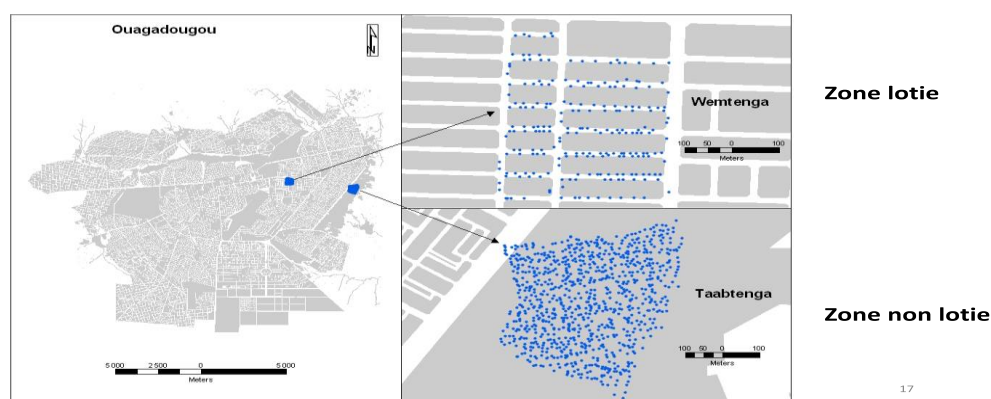 Ouagadougou
N
5 000 2 500 0 5 000
Meters
Wemtenga
100 50 0 100
Meters
Zone lotie
Taabtenga
100 50 0 100
Meters
Zone non lotie
17